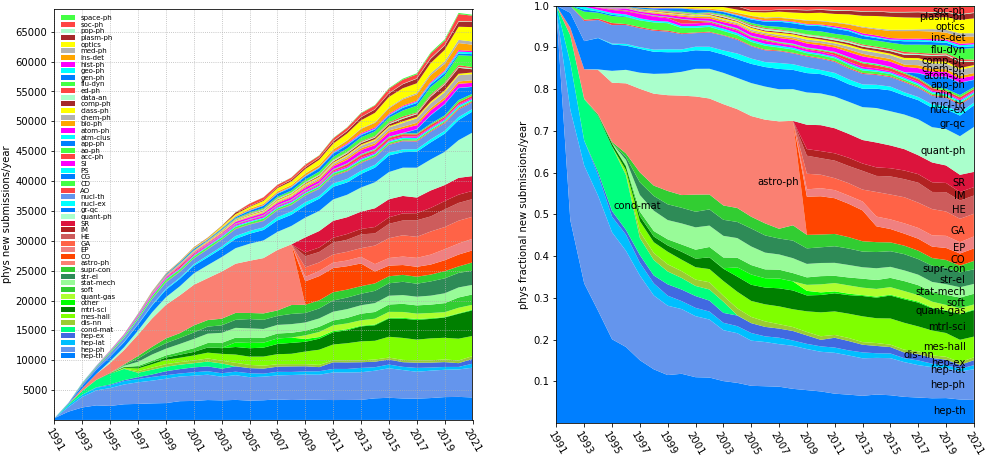 phys new submissions/year
65000
60000
55000
50000
45000
40000
35000
30000
25000
20000
15000
10000
5000
space-ph
soc-ph
pop-ph
plasm-ph
optics
med-ph
ins-det
hist-ph
geo-ph
gen-ph
flu-dyn
ed-ph
data-an
comp-ph
class-ph
chem-ph
bio-ph
atom-ph
atm-clus
app-ph
ao-ph
acc-ph
SI
PS
CG
CD
AO
nucl-th
nucl-ex
gr-qc
quant-ph
SR
IM
HE
GA
EP
CO
astro-ph
supr-con
str-el
stat-mech
soft
quant-gas
other
mtrl-sci
mes-hall
dis-nn
cond-mat
hep-ex
hep-lat
hep-ph
hep-th
1991
1993
1995
1997
1999
2001
2003
2005
2007
2009
2011
2013
2015
2017
2019
2021
phys fractional new submissions/year
1.0
0.9
0.8
0.7
0.6
0.5
0.4
0.3
0.2
0.1
soc-ph
plasm-ph
optics
ins-det
flu-dyn
comp-ph
chem-ph
atom-ph
app-ph
nlin
nucl-th
nucl-ex
gr-qc
quant-ph
astro-ph
SR
IM
cond-mat
HE
GA
EP
CO
supr-con
str-el
stat-mech
soft
quant-gas
mtrl-sci
mes-hall
dis-nn
hep-ex
hep-lat
hep-ph
hep-th
1991
1993
1995
1997
1999
2001
2003
2005
2007
2009
2011
2013
2015
2017
2019
2021